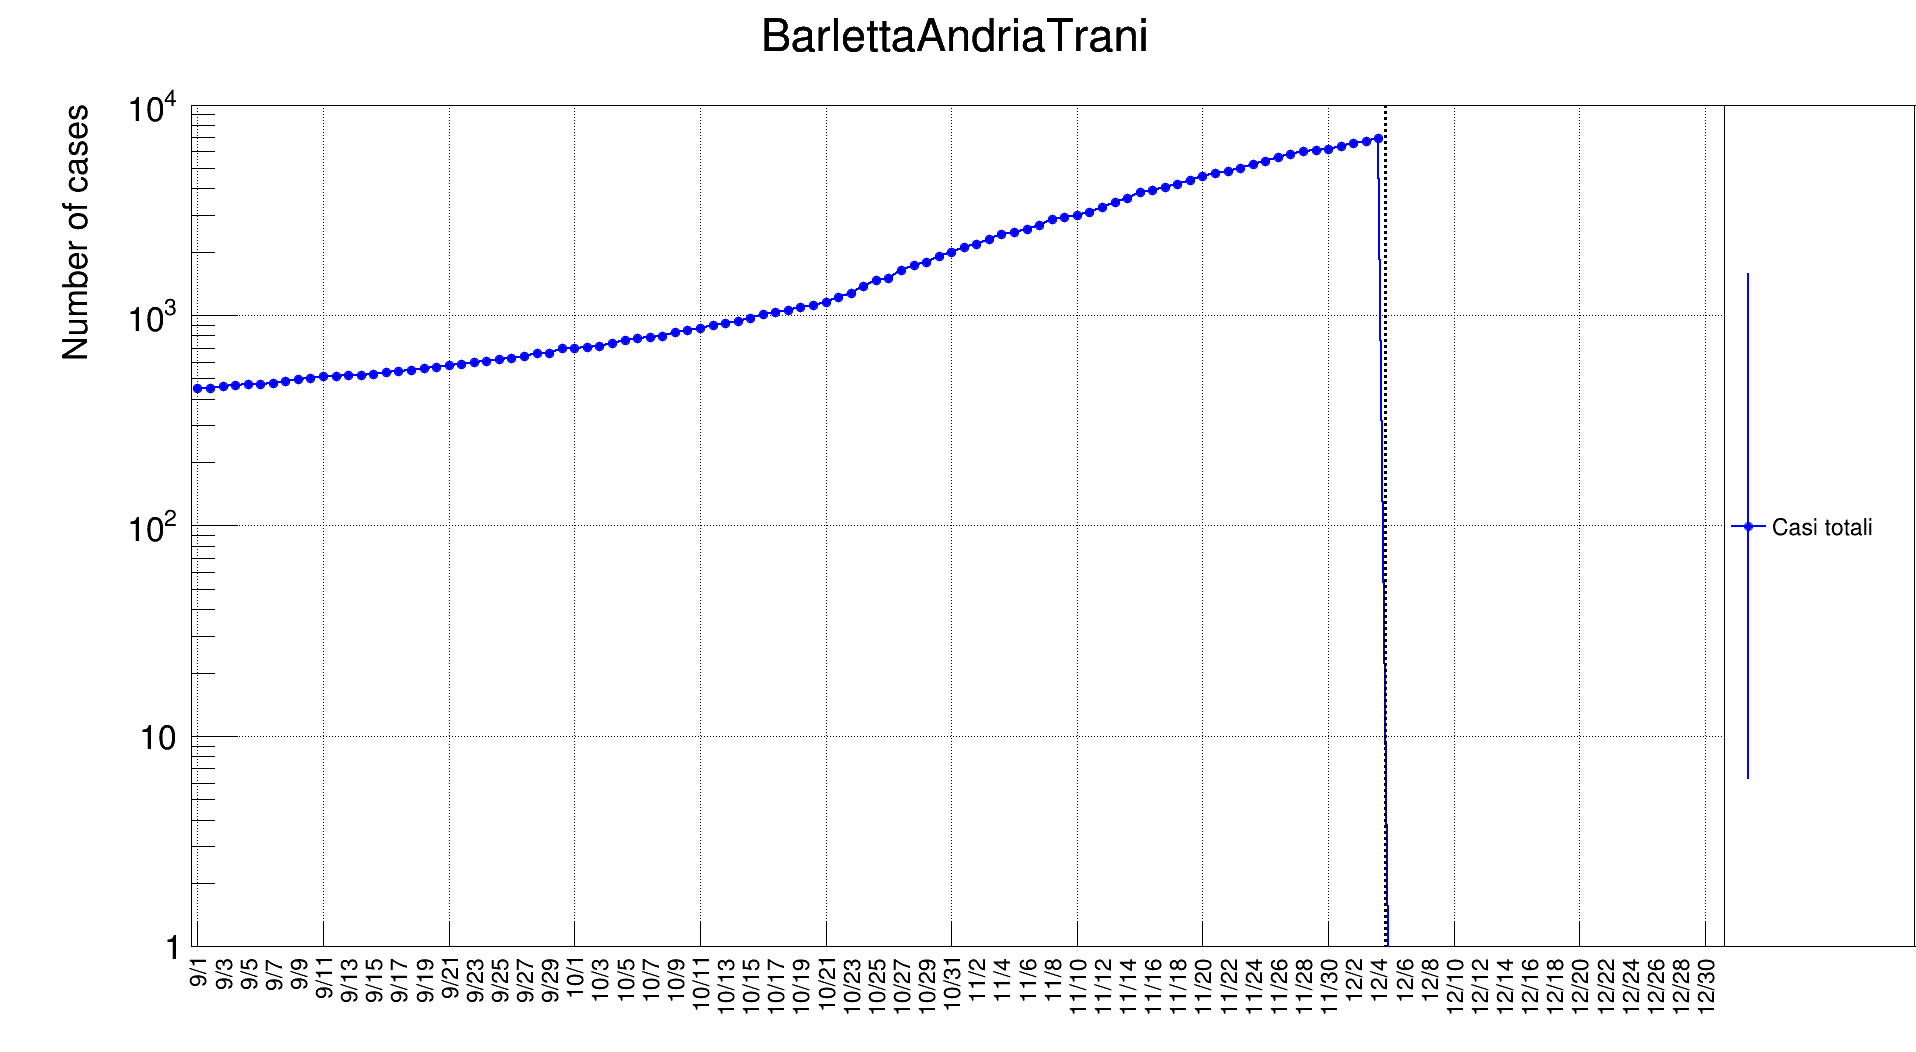 BarlettaAndriaTrani
Number of cases
10⁴
10³
10²
10
1
9/1 9/3 9/5 9/7 9/9 9/11 9/13 9/15 9/17 9/19 9/21 9/23 9/25 9/27 9/29 10/1 10/3 10/5 10/7 10/9 10/11 10/13 10/15 10/17 10/19 10/21 10/23 10/25 10/27 10/29 10/31 11/2 11/4 11/6 11/8 11/10 11/12 11/14 11/16 11/18 11/20 11/22 11/24 11/26 11/28 11/30 12/2 12/4 12/6 12/8 12/10 12/12 12/14 12/16 12/18 12/20 12/22 12/24 12/26 12/28 12/30
Casi totali